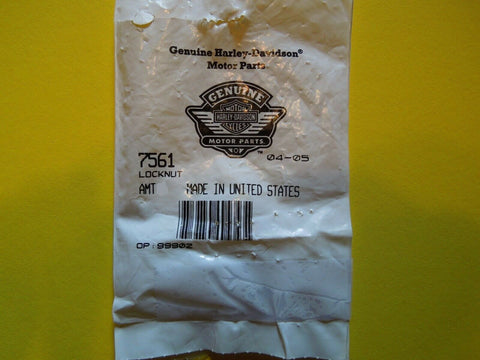 Genuine Harley-Davidson®
Motor Parts
GENUINE
MOTOR
HARLEY-DAVIDSON
CYCLES
MOTOR PARTS
™ 04-05
7561
LOCKNUT
AMT MADE IN UNITED STATES
OP:99902